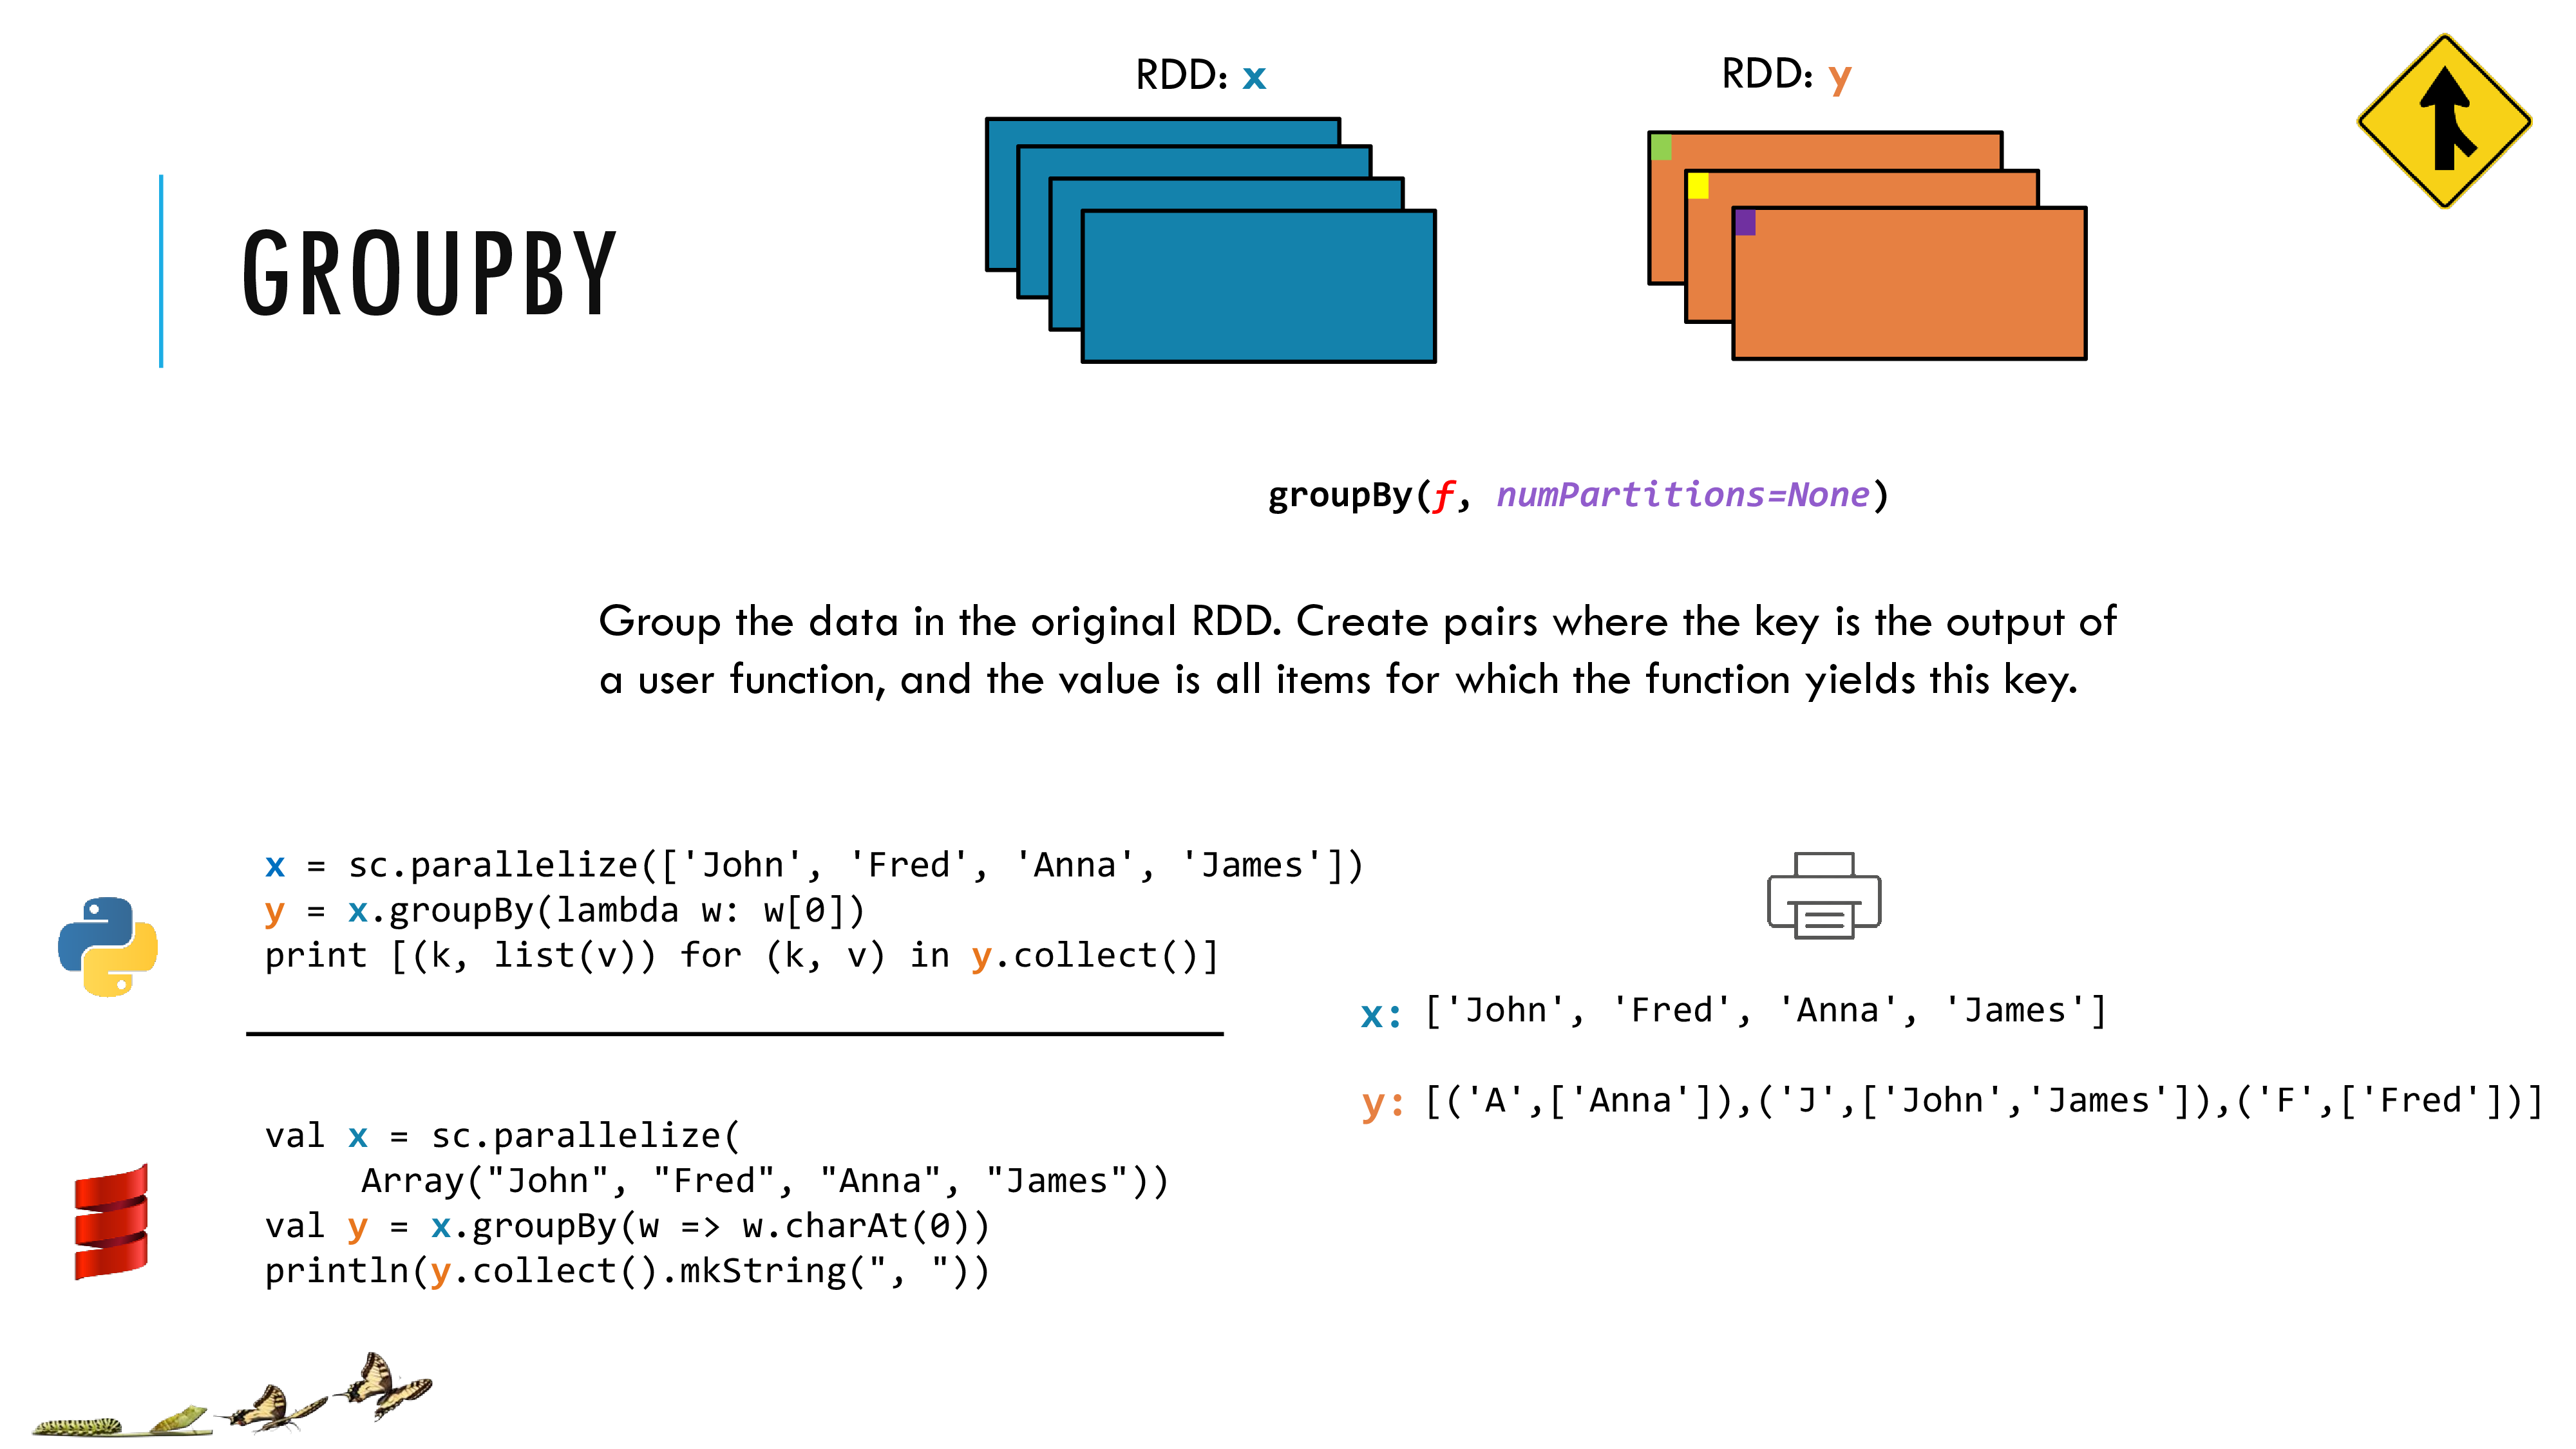 RDD: x
RDD: y
GROUPBY
groupBy(f, numPartitions=None)
Group the data in the original RDD. Create pairs where the key is the output of
a user function, and the value is all items for which the function yields this key.
x = sc.parallelize(['John', 'Fred', 'Anna', 'James'])
y = x.groupBy(lambda w: w[0])
print [(k, list(v)) for (k, v) in y.collect()]
x: ['John', 'Fred', 'Anna', 'James']
y: [('A',['Anna']),('J',['John','James']),('F',['Fred'])]
val x = sc.parallelize(
Array("John", "Fred", "Anna", "James"))
val y = x.groupBy(w => w.charAt(0))
println(y.collect().mkString(", "))